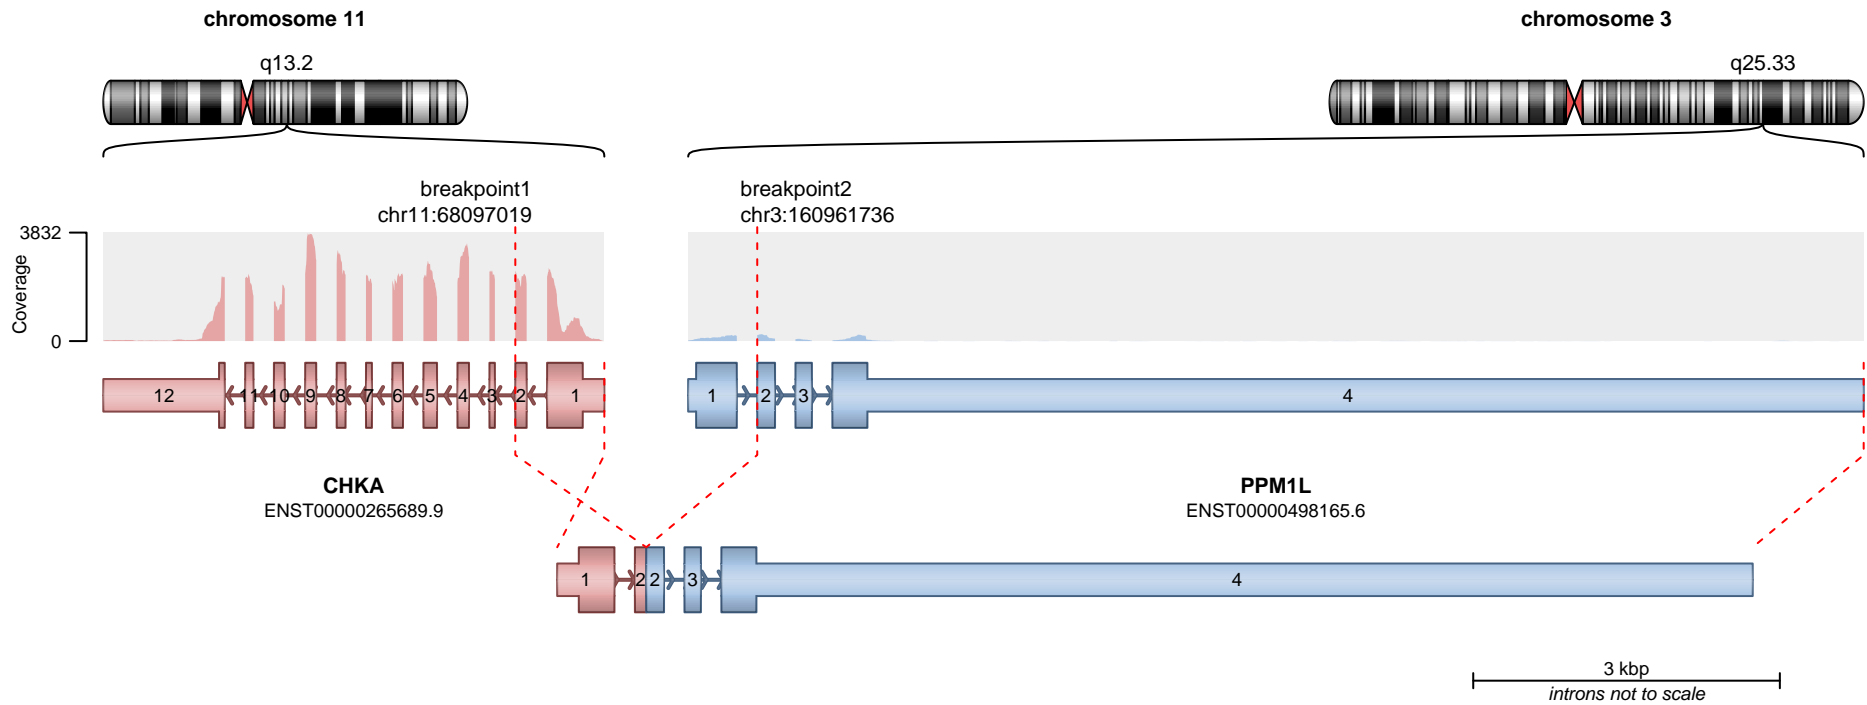 chromosome 11
chromosome 3
q13.2
q25.33
breakpoint1
chr11:68097019
breakpoint2
chr3:160961736
3832
Coverage
0
12 11 10 9 8 7 6 5 4 3 2 1
1 2 3 4
CHKA
ENST00000265689.9
PPM1L
ENST00000498165.6
1 2 2 3 4
3 kbp
introns not to scale